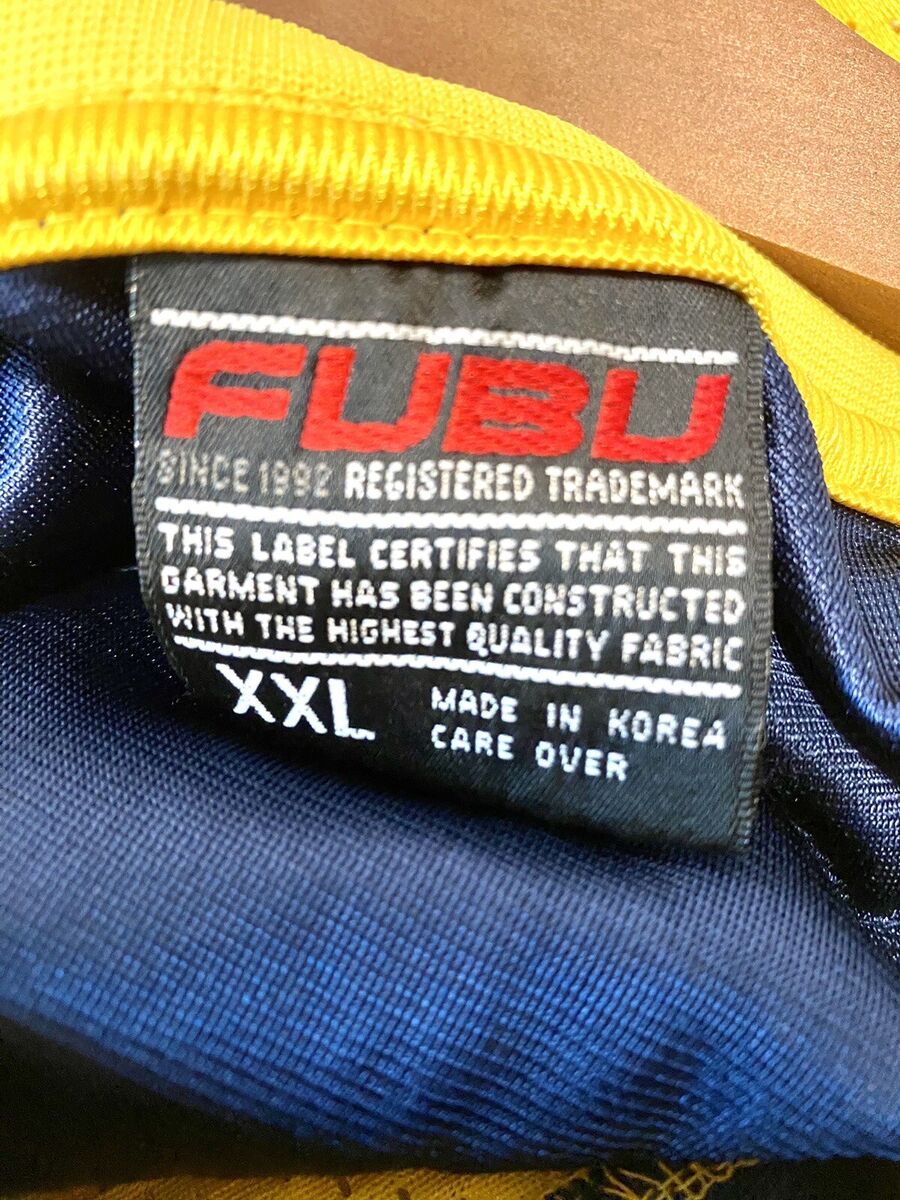 FUBU
SINCE 1992 REGISTERED TRADEMARK
THIS LABEL CERTIFIES THAT THIS
GARMENT HAS BEEN CONSTRUCTED
WITH THE HIGHEST QUALITY FABRIC
XXL MADE IN KOREA
CARE OVER